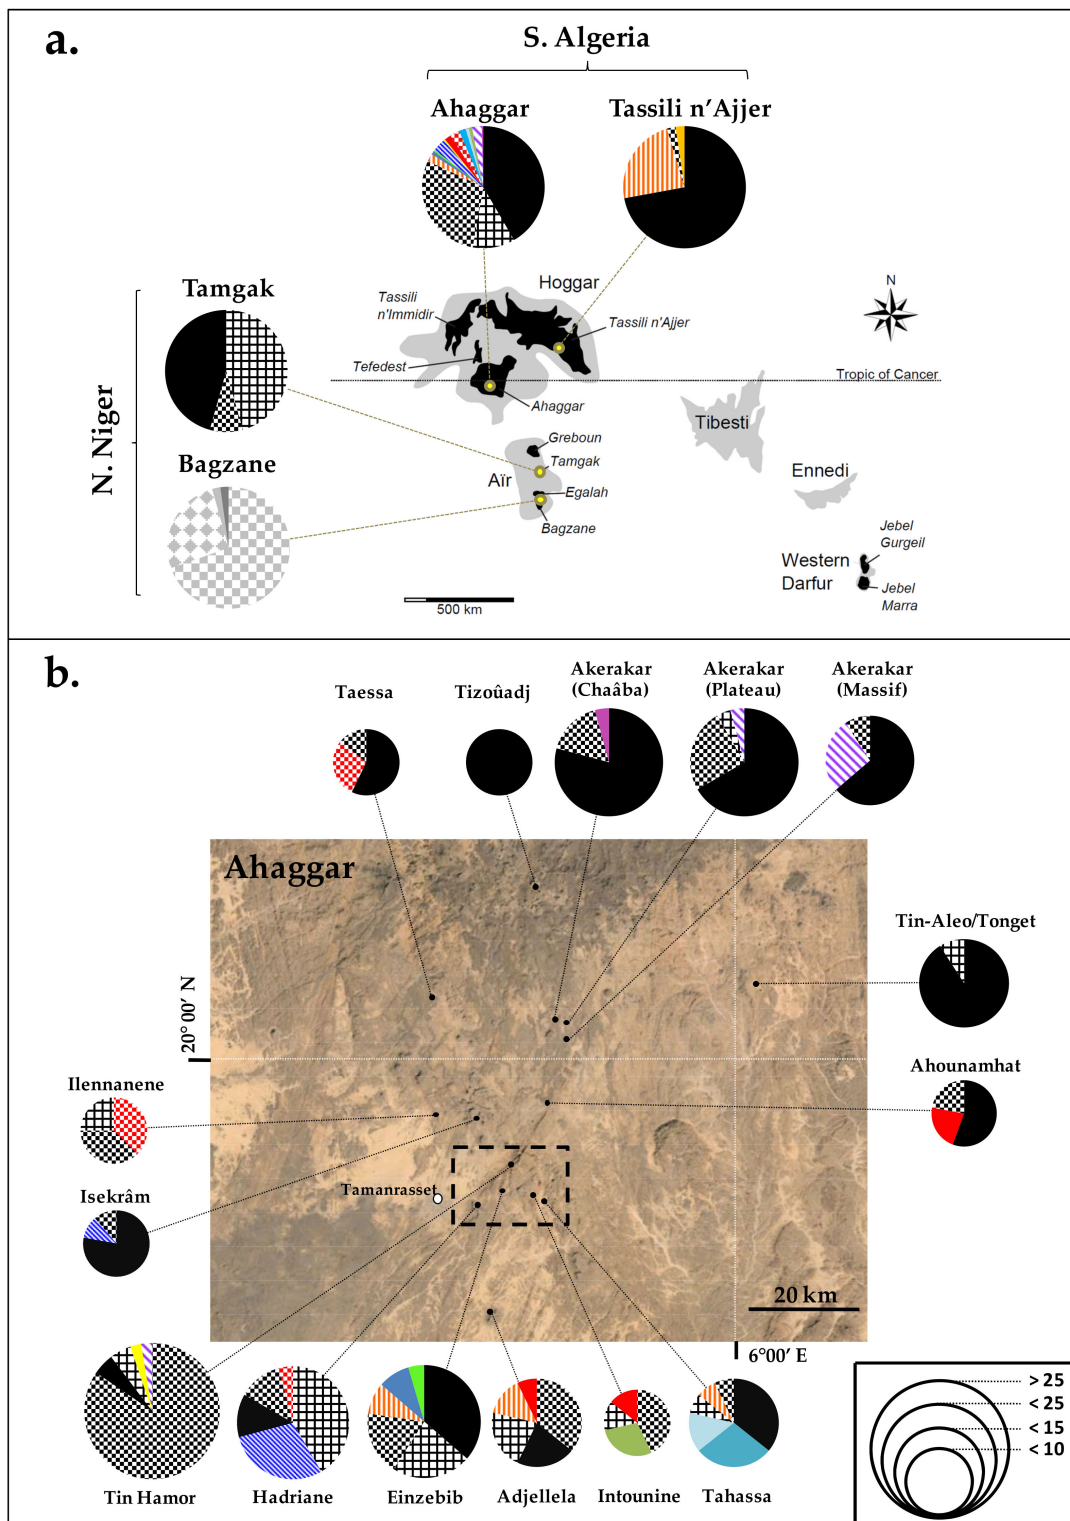 a.
S. Algeria
Ahaggar
Tassili n’Ajjer
N. Niger
Tamgak
Bagzane
Hoggar
N
Tassili
n'Immidir
Tassili n'Ajjer
Tefedest
Tropic of Cancer
Ahaggar
Tibesti
Greboun
Tamgak
Aïr
Egalah
Bagzane
Ennedi
Jebel
Gurgeil
Western
Darfur
Jebel
Marra
500 km
b.
Taessa
Tizoûadj
Akerakar
(Chaâba)
Akerakar
(Plateau)
Akerakar
(Massif)
Ahaggar
Tin-Aleo/Tonget
20° 00' N
Ahounamhat
Ilennanene
Isekrâm
Tamanrasset
20 km
6°00' E
Tin Hamor
Hadriane
Einzebib
Adjellela
Intounine
Tahassa
> 25
< 25
< 15
< 10